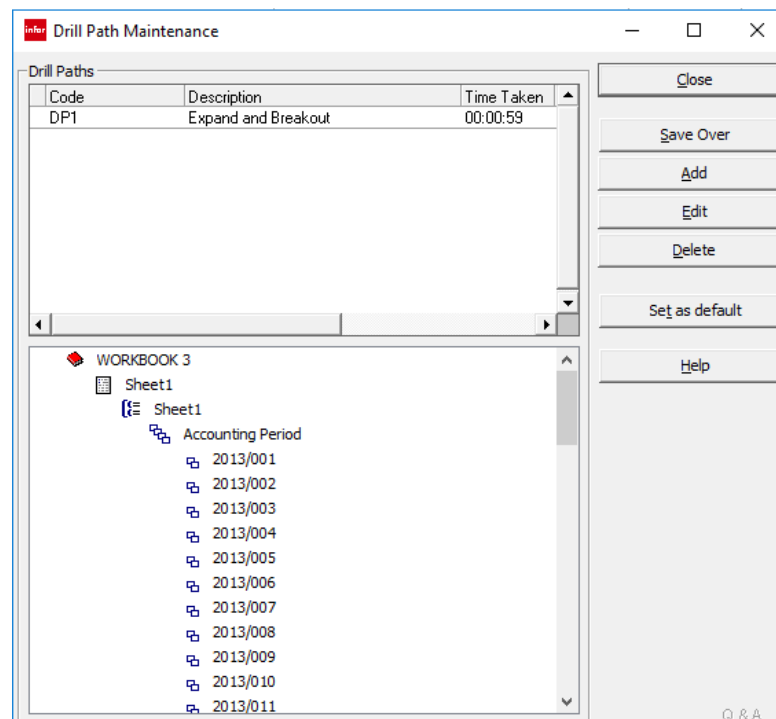 infor Drill Path Maintenance
Drill Paths
Code Description Time Taken
DP1 Expand and Breakout 00:00:59
Close
Save Over
Add
Edit
Delete
Set as default
Help
WORKBOOK 3
Sheet1
Sheet1
Accounting Period
2013/001
2013/002
2013/003
2013/004
2013/005
2013/006
2013/007
2013/008
2013/009
2013/010
2013/011
Q & A